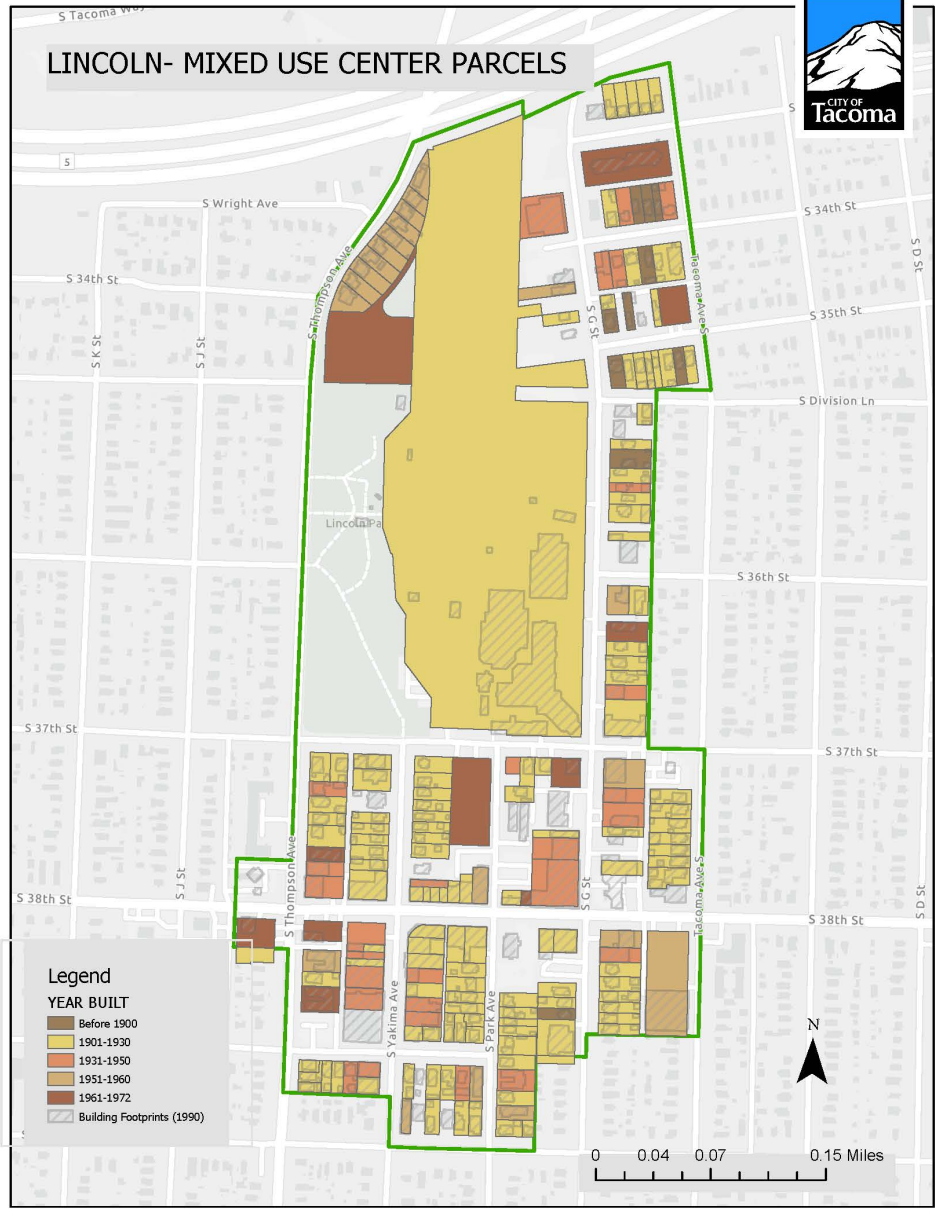 S Tacoma Way
LINCOLN- MIXED USE CENTER PARCELS
CITY OF
Tacoma
S
5
S Wright Ave
S 34th St
S 34th St
S Thompson Ave
S K St
S J St
S G St
Tacoma Ave S
S D St
S 35th St
S Division Ln
Lincoln Pa
S 36th St
S 37th St
S 37th St
S Thompson Ave
S J St
S G St
Tacoma Ave S
S D St
S 38th St
S 38th St
S Yakima Ave
S Park Ave
Legend
YEAR BUILT
Before 1900
1901-1930
1931-1950
1951-1960
1961-1972
Building Footprints (1990)
S
N
0 0.04 0.07 0.15 Miles